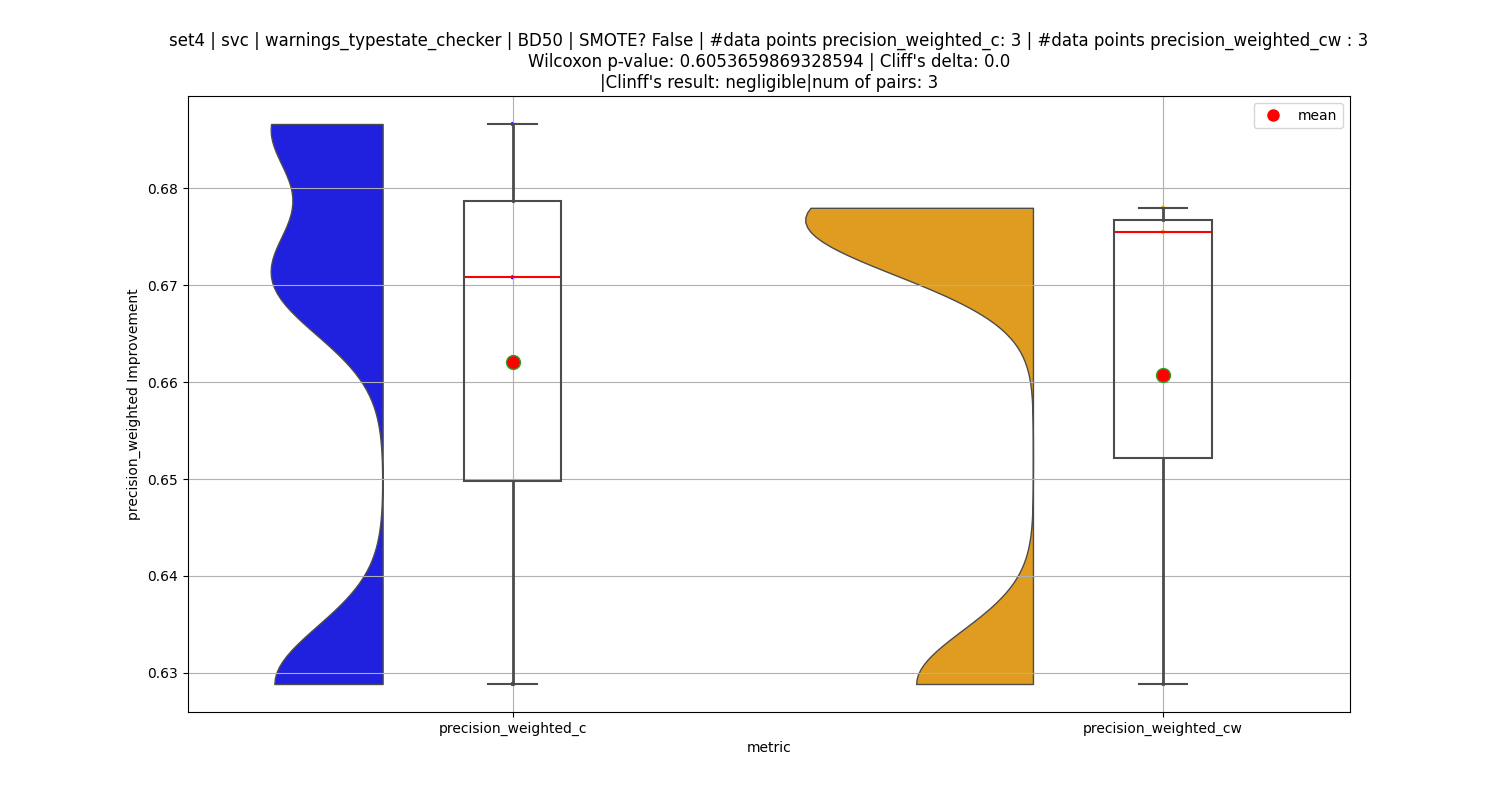 set4 | svc | warnings_typestate_checker | BD50 | SMOTE? False | #data points precision_weighted_c: 3 | #data points precision_weighted_cw : 3
Wilcoxon p-value: 0.6053659869328594 | Cliff's delta: 0.0
|Clinff's result: negligible|num of pairs: 3
mean
0.68
0.67
0.66
0.65
0.64
0.63
precision_weighted Improvement
precision_weighted_c
precision_weighted_cw
metric